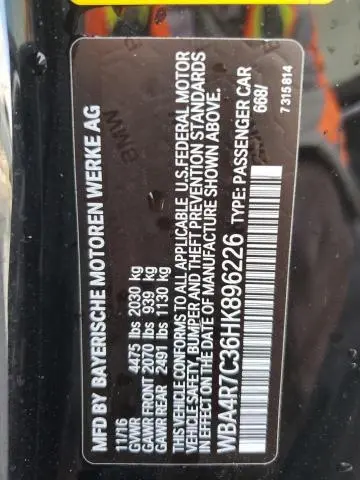 MFD BY BAYERISCHE MOTOREN WERKE AG
11/16
GVWR 4475 lbs 2030 kg
GAWR FRONT 2070 lbs 939 kg
GAWR REAR 2491 lbs 1130 kg
THIS VEHICLE CONFORMS TO ALL APPLICABLE U.S.FEDERAL MOTOR
VEHICLE SAFETY, BUMPER AND THEFT PREVENTION STANDARDS
IN EFFECT ON THE DATE OF MANUFACTURE SHOWN ABOVE.
WBA4R7C36HK896226 TYPE: PASSENGER CAR
668/
7 315 814
BMW